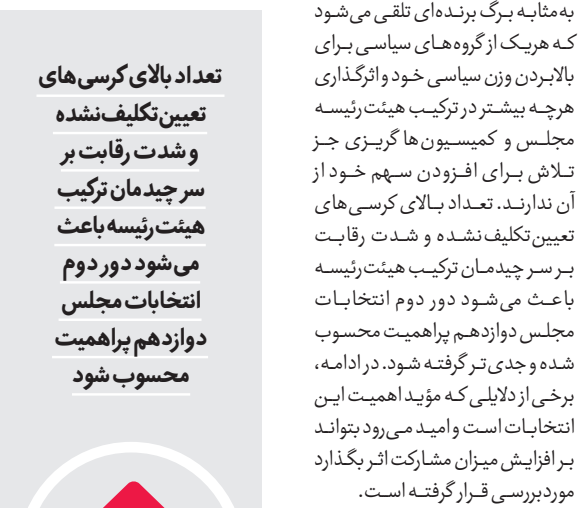 به‌مثابه برگ برنده‌ای تلقی می‌شود
که هریک از گروه‌های سیاسی برای
بالابردن وزن سیاسی خود و اثرگذاری
هرچه بیشتر در ترکیب هیئت‌رئیسه
مجلس و کمیسیون‌ها گریزی جز
تلاش برای افزودن سهم خود از
آن ندارند. تعداد بالای کرسی‌های
تعیین‌تکلیف‌نشده و شدت رقابت
بر سر چیدمان ترکیب هیئت‌رئیسه
باعث می‌شود دور دوم انتخابات
مجلس دوازدهم پراهمیت محسوب
شده و جدی‌تر گرفته شود. در ادامه،
برخی از دلایلی که مؤید اهمیت این
انتخابات است و امید می‌رود بتواند
بر افزایش میزان مشارکت اثر بگذارد
موردبررسی قرار گرفته است.
تعداد بالای کرسی‌های
تعیین‌تکلیف‌نشده
و شدت رقابت بر
سر چیدمان ترکیب
هیئت‌رئیسه باعث
می‌شود دور دوم
انتخابات مجلس
دوازدهم پراهمیت
محسوب شود